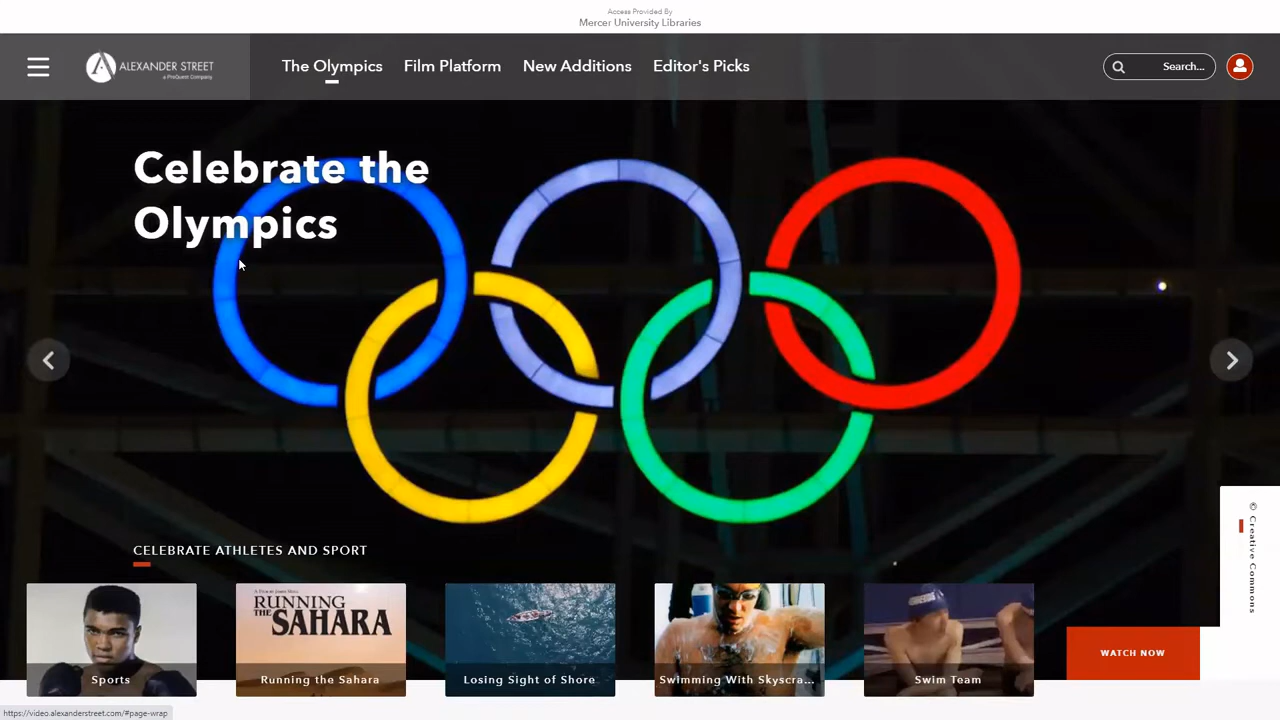 Access Provided By
Mercer University Libraries
ALEXANDER STREET
a ProQuest Company
The Olympics
Film Platform
New Additions
Editor's Picks
Search...
Celebrate the
Olympics
© Creative Commons
CELEBRATE ATHLETES AND SPORT
RUNNING
THE SAHARA
Sports
Running the Sahara
Losing Sight of Shore
Swimming With Skyscra...
Swim Team
WATCH NOW
https://video.alexanderstreet.com/#page-wrap